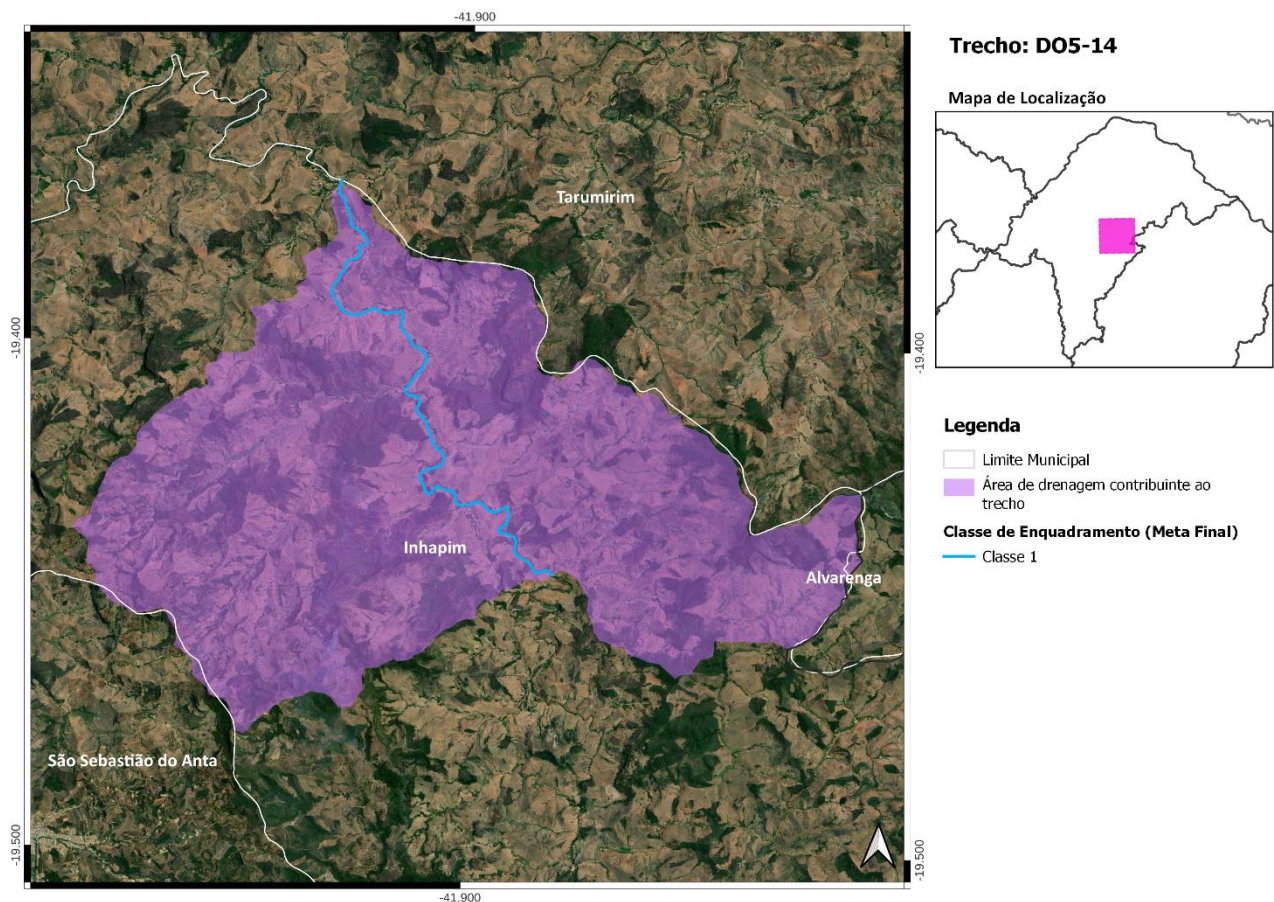 -41.900
Trecho: DO5-14
Mapa de Localização
Tarumirim
-19.400
-19.400
Legenda
Limite Municipal
Área de drenagem contribuinte ao
trecho
Classe de Enquadramento (Meta Final)
Classe 1
Inhapim
Alvarenga
São Sebastião do Anta
-19.500
-19.500
-41.900